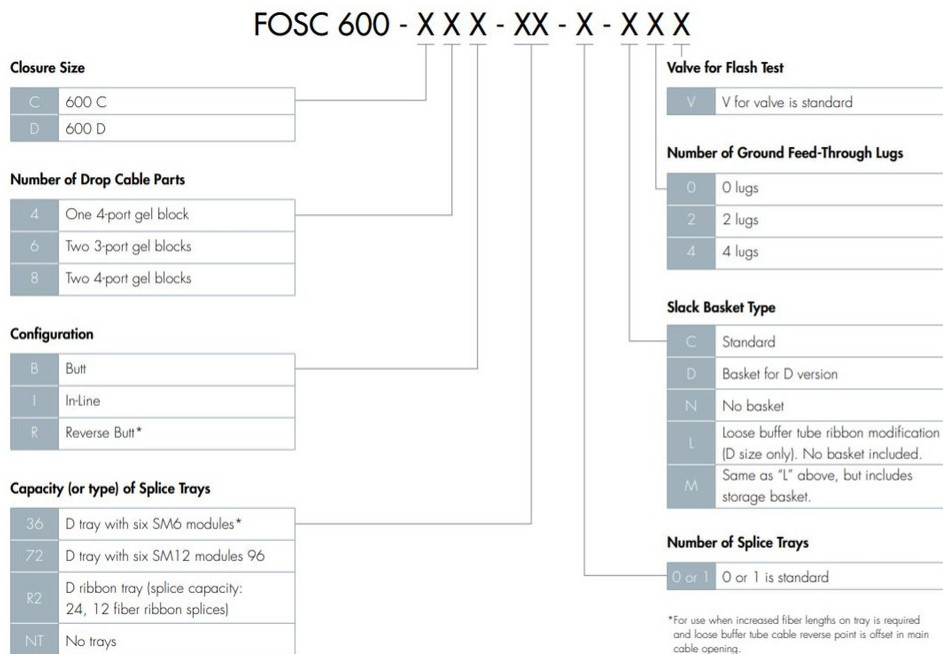 FOSC 600 - X X X - XX - X - X X X
Closure Size
C 600 C
D 600 D
Number of Drop Cable Parts
4 One 4-port gel block
6 Two 3-port gel blocks
8 Two 4-port gel blocks
Configuration
B Butt
I In-Line
R Reverse Butt*
Capacity (or type) of Splice Trays
36 D tray with six SM6 modules*
72 D tray with six SM12 modules 96
R2 D ribbon tray (splice capacity:
24, 12 fiber ribbon splices)
NT No trays
Valve for Flash Test
V V for valve is standard
Number of Ground Feed-Through Lugs
0 0 lugs
2 2 lugs
4 4 lugs
Slack Basket Type
C Standard
D Basket for D version
N No basket
L Loose buffer tube ribbon modification
(D size only). No basket included.
M Same as "L" above, but includes
storage basket.
Number of Splice Trays
0 or 1 0 or 1 is standard
*For use when increased fiber lengths on tray is required
and loose buffer tube cable reverse point is offset in main
cable opening.